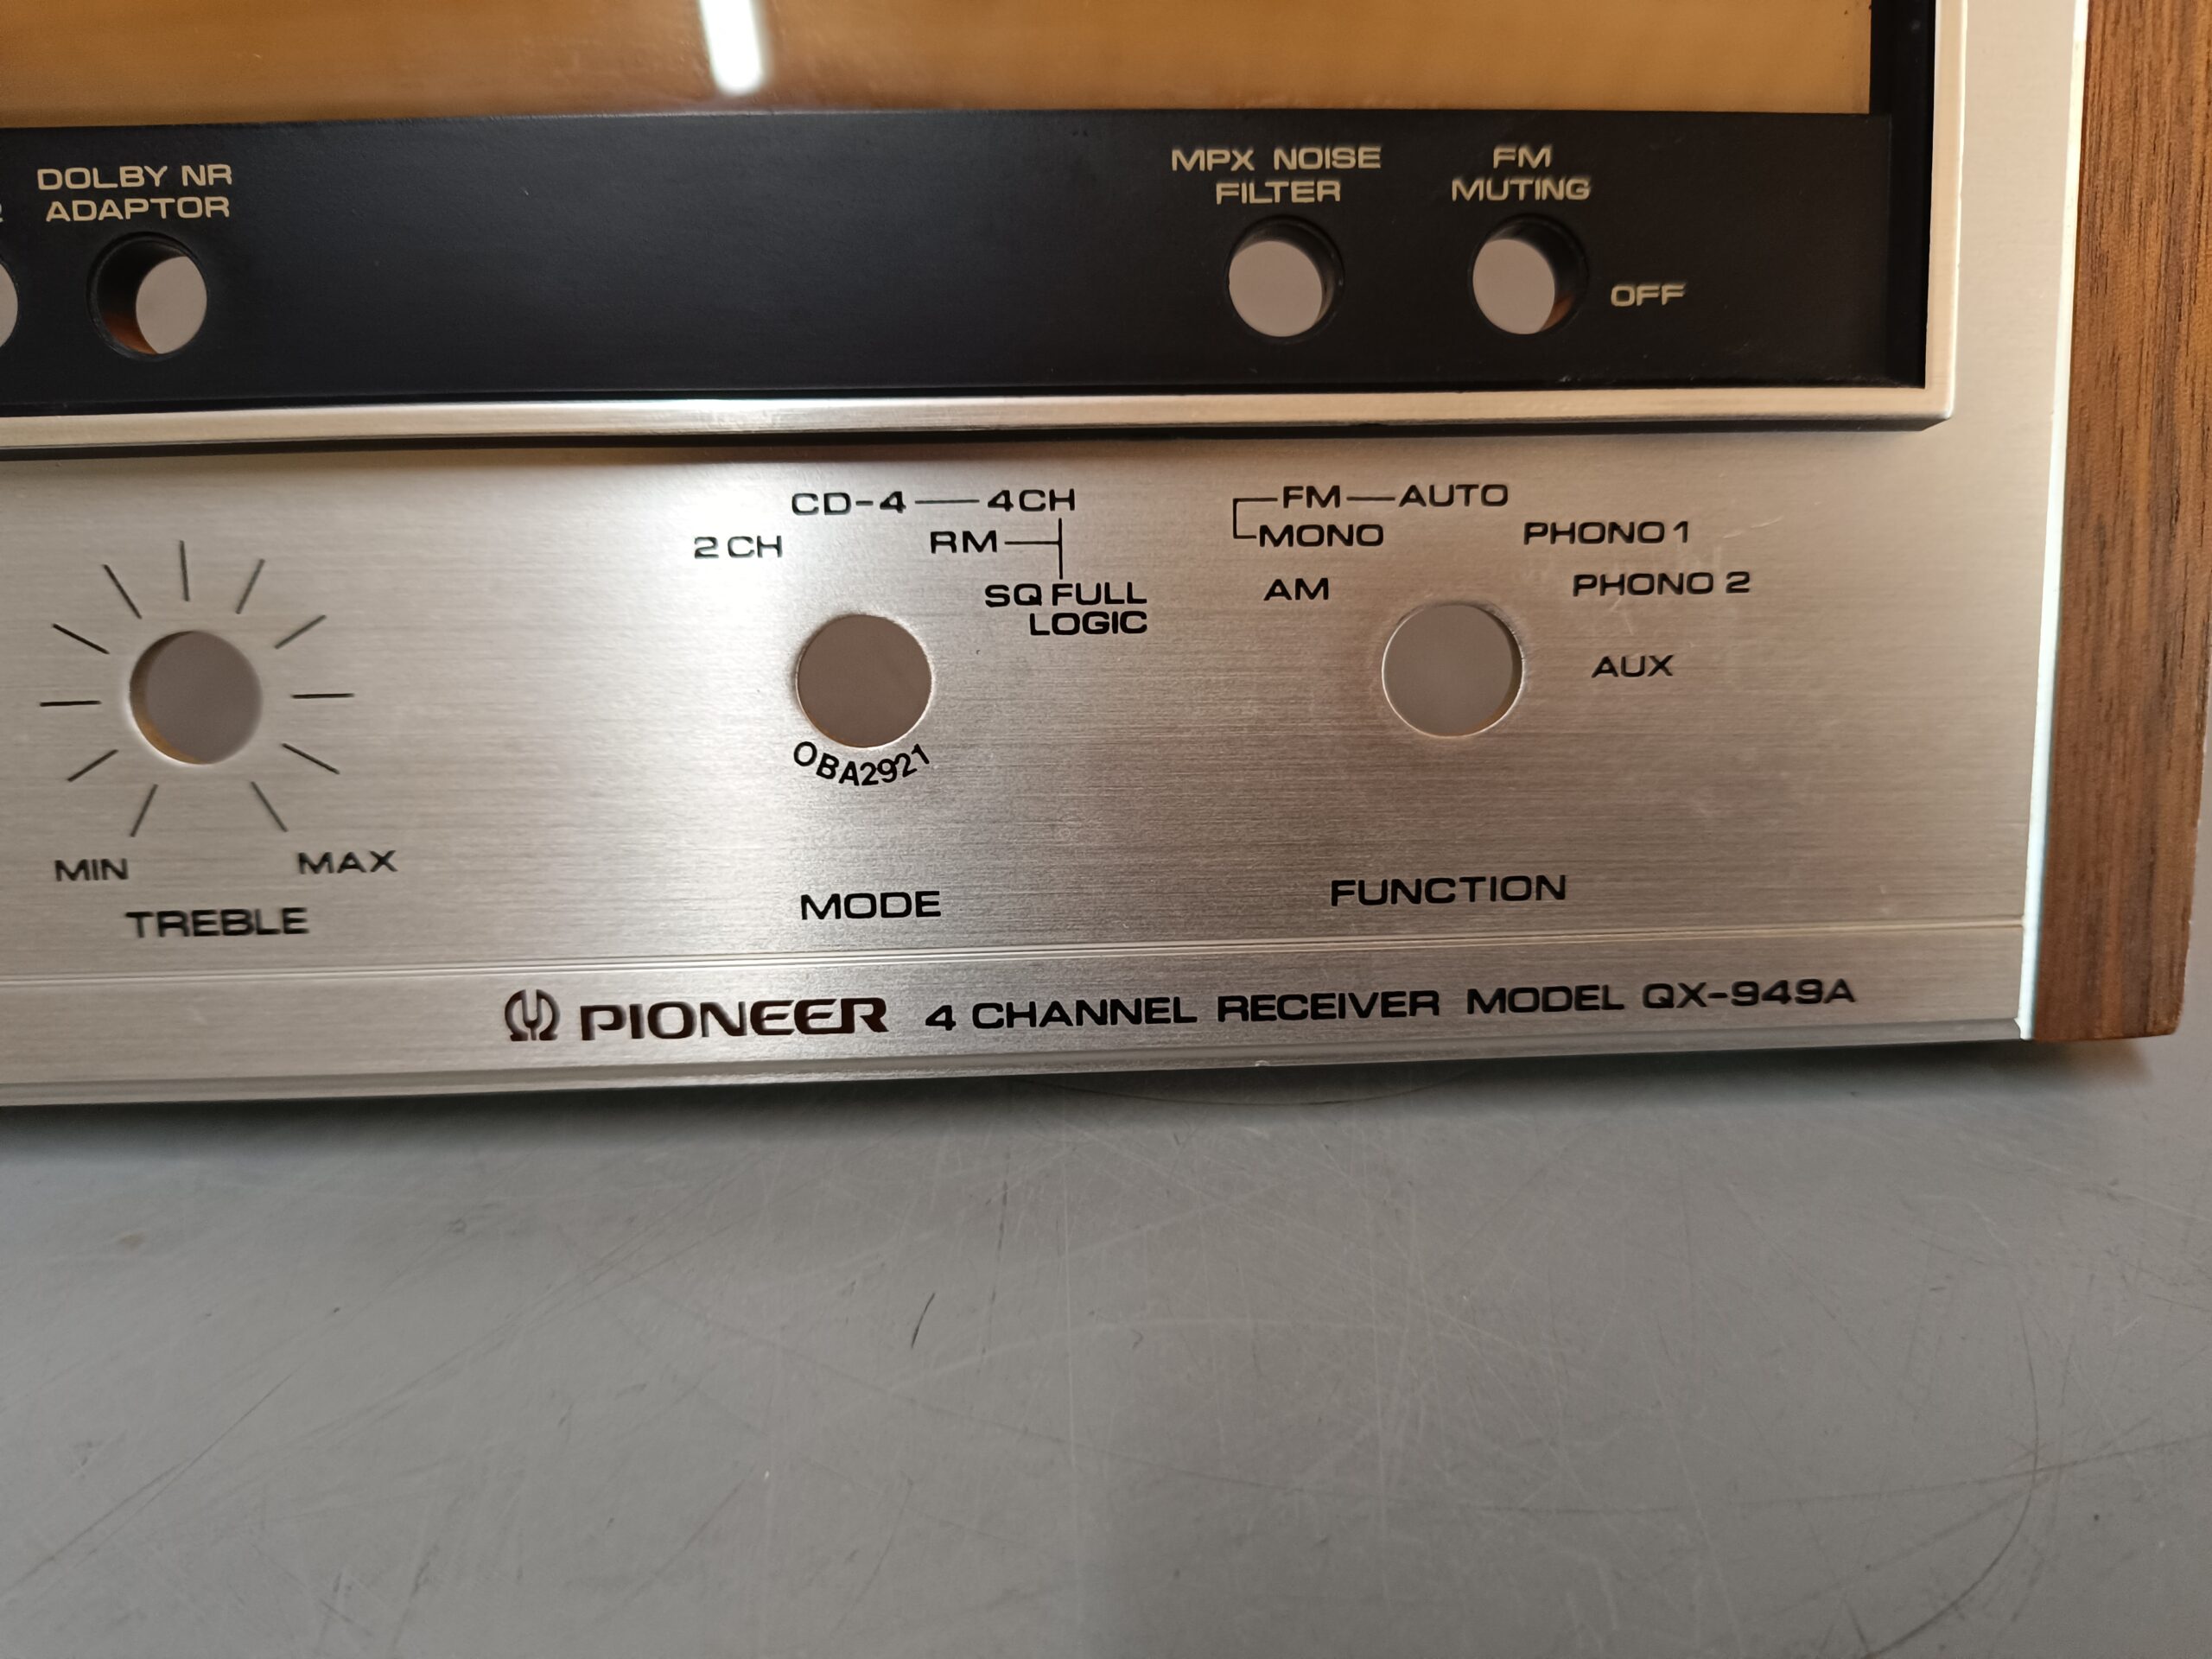 DOLBY NR
ADAPTOR
MPX NOISE
FILTER
FM
MUTING
OFF
CD-4 4CH
2 CH
RM
SQ FULL
LOGIC
FM AUTO
MONO
AM
PHONO 1
PHONO 2
AUX
OBA2921
MIN MAX
TREBLE
MODE
FUNCTION
PIONEER 4 CHANNEL RECEIVER MODEL QX-949A